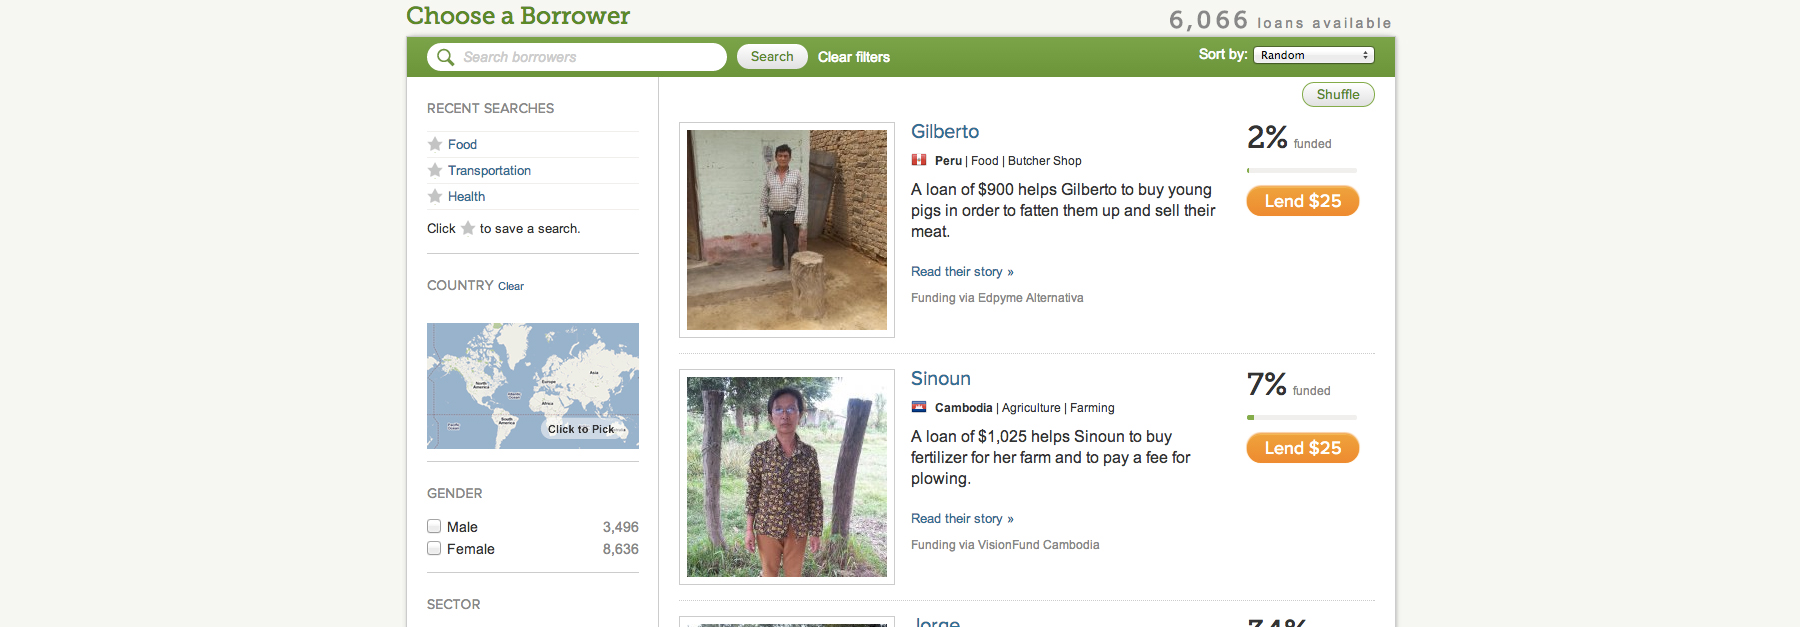 Choose a Borrower
6,066 loans available
Search borrowers
Search
Clear filters
Sort by:
Random
Shuffle
RECENT SEARCHES
Food
Transportation
Health
Click to save a search.
COUNTRY Clear
North
America
Europe
Asia
Atlantic
Ocean
Africa
South
America
Pacific
Ocean
Click to Pick
GENDER
Male 3,496
Female 8,636
SECTOR
Gilberto
Peru | Food | Butcher Shop
A loan of $900 helps Gilberto to buy young
pigs in order to fatten them up and sell their
meat.
Read their story »
Funding via Edpyme Alternativa
2% funded
Lend $25
Sinoun
Cambodia | Agriculture | Farming
A loan of $1,025 helps Sinoun to buy
fertilizer for her farm and to pay a fee for
plowing.
Read their story »
Funding via VisionFund Cambodia
7% funded
Lend $25
Jorge